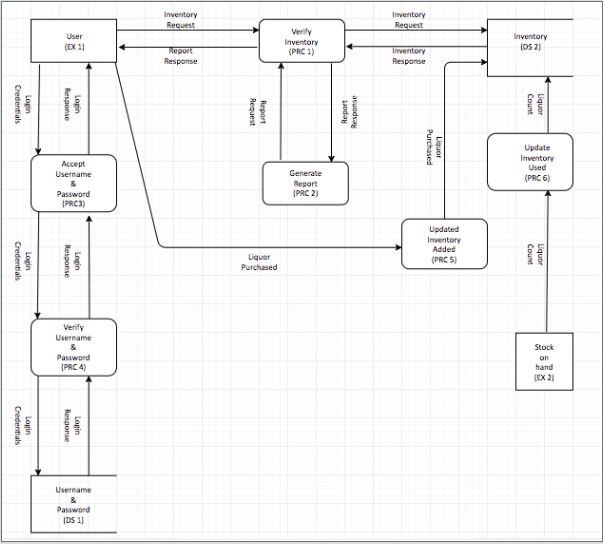 User
(EX 1)
Inventory
Request
Report
Response
Verify
Inventory
(PRC 1)
Inventory
Request
Inventory
Response
Inventory
(DS 2)
Login
Credentials
Login
Response
Report
Request
Report
Response
Liquor
Purchased
Liquor
Count
Accept
Username
&
Password
(PRC3)
Generate
Report
(PRC 2)
Update
Inventory
Used
(PRC 6)
Login
Credentials
Login
Response
Liquor
Purchased
Updated
Inventory
Added
(PRC 5)
Liquor
Count
Verify
Username
&
Password
(PRC 4)
Stock
on
hand
(EX 2)
Login
Credentials
Login
Response
Username
&
Password
(DS 1)